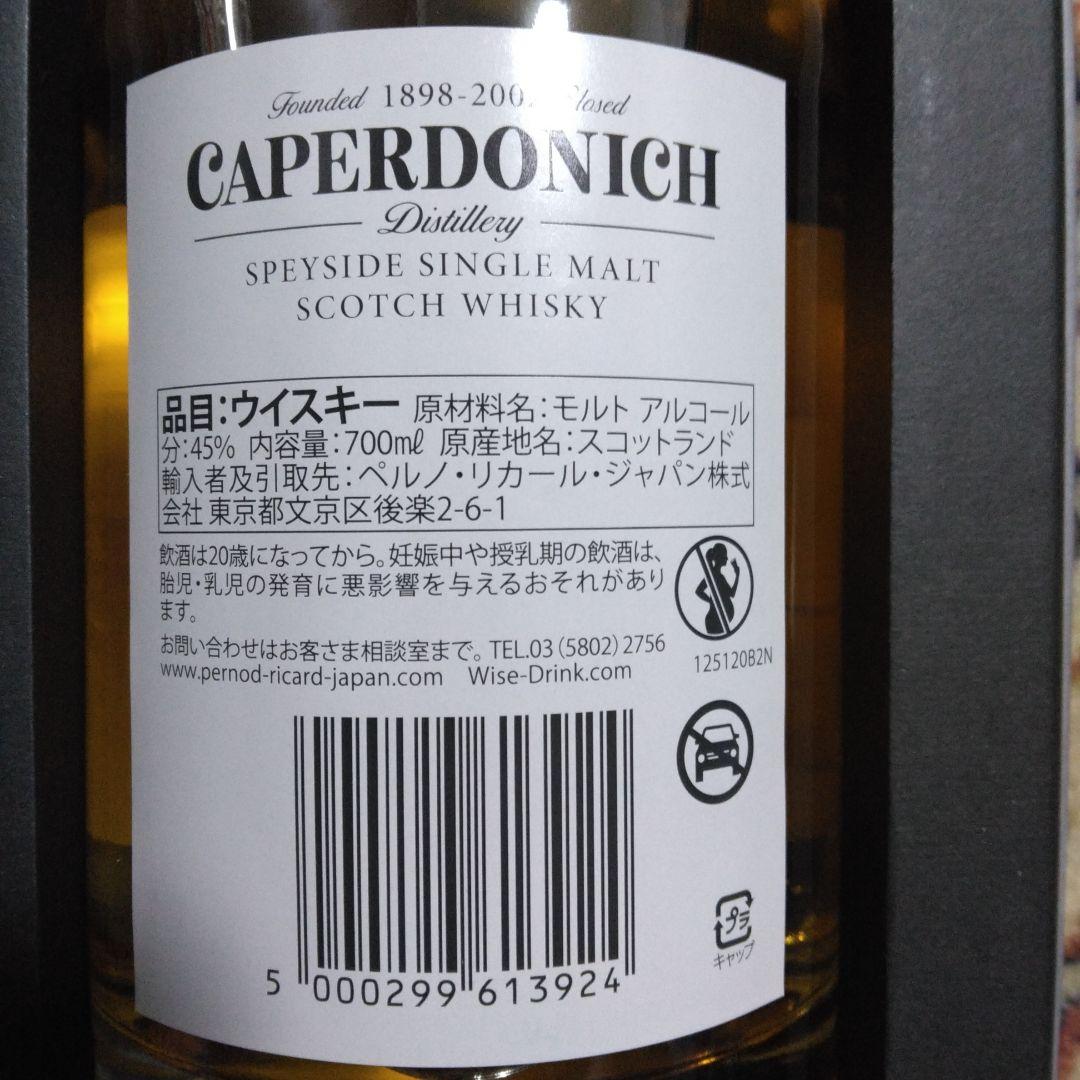 Founded 1898-200 Closed
CAPERDONICH
Distillery
SPEYSIDE SINGLE MALT
SCOTCH WHISKY
品目:ウイスキー 原材料名:モルト アルコール
分:45% 内容量:700㎖ 原産地名:スコットランド
輸入者及引取先:ペルノ・リカール・ジャパン株式
会社 東京都文京区後楽2-6-1
飲酒は20歳になってから。妊娠中や授乳期の飲酒は、
胎児・乳児の発育に悪影響を与えるおそれがあり
ます。
お問い合わせはお客さま相談室まで。TEL.03(5802)2756
www.pernod-ricard-japan.com Wise-Drink.com
125120B2N
プラ
キャップ
5 000299 613924